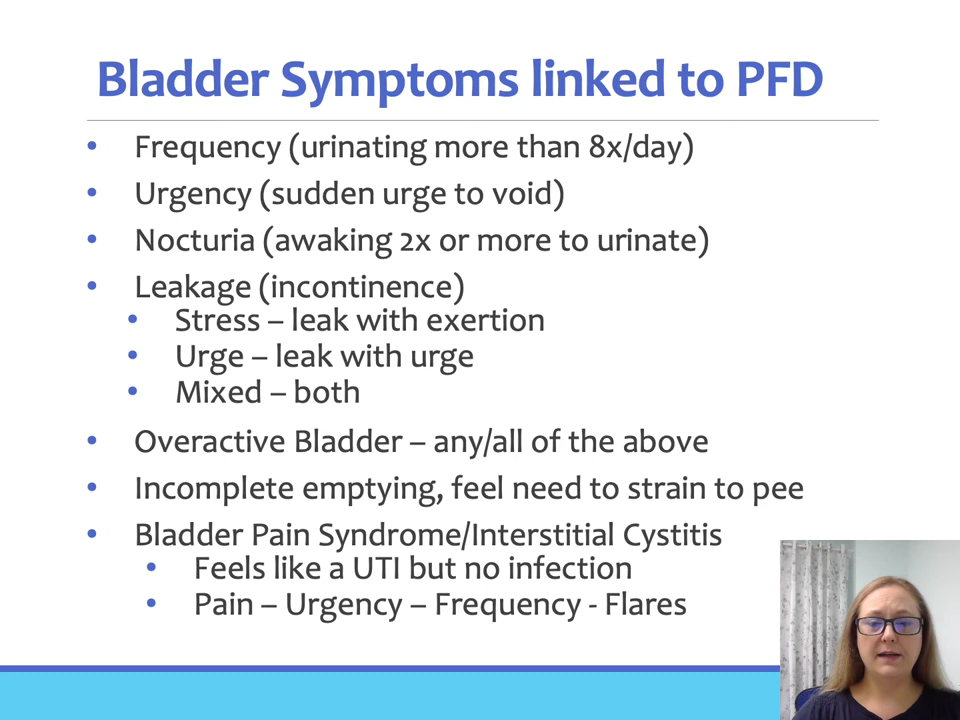 Bladder Symptoms linked to PFD
• Frequency (urinating more than 8x/day)
• Urgency (sudden urge to void)
• Nocturia (awaking 2x or more to urinate)
• Leakage (incontinence)
• Stress – leak with exertion
• Urge – leak with urge
• Mixed – both
• Overactive Bladder – any/all of the above
• Incomplete emptying, feel need to strain to pee
• Bladder Pain Syndrome/Interstitial Cystitis
• Feels like a UTI but no infection
• Pain – Urgency – Frequency - Flares